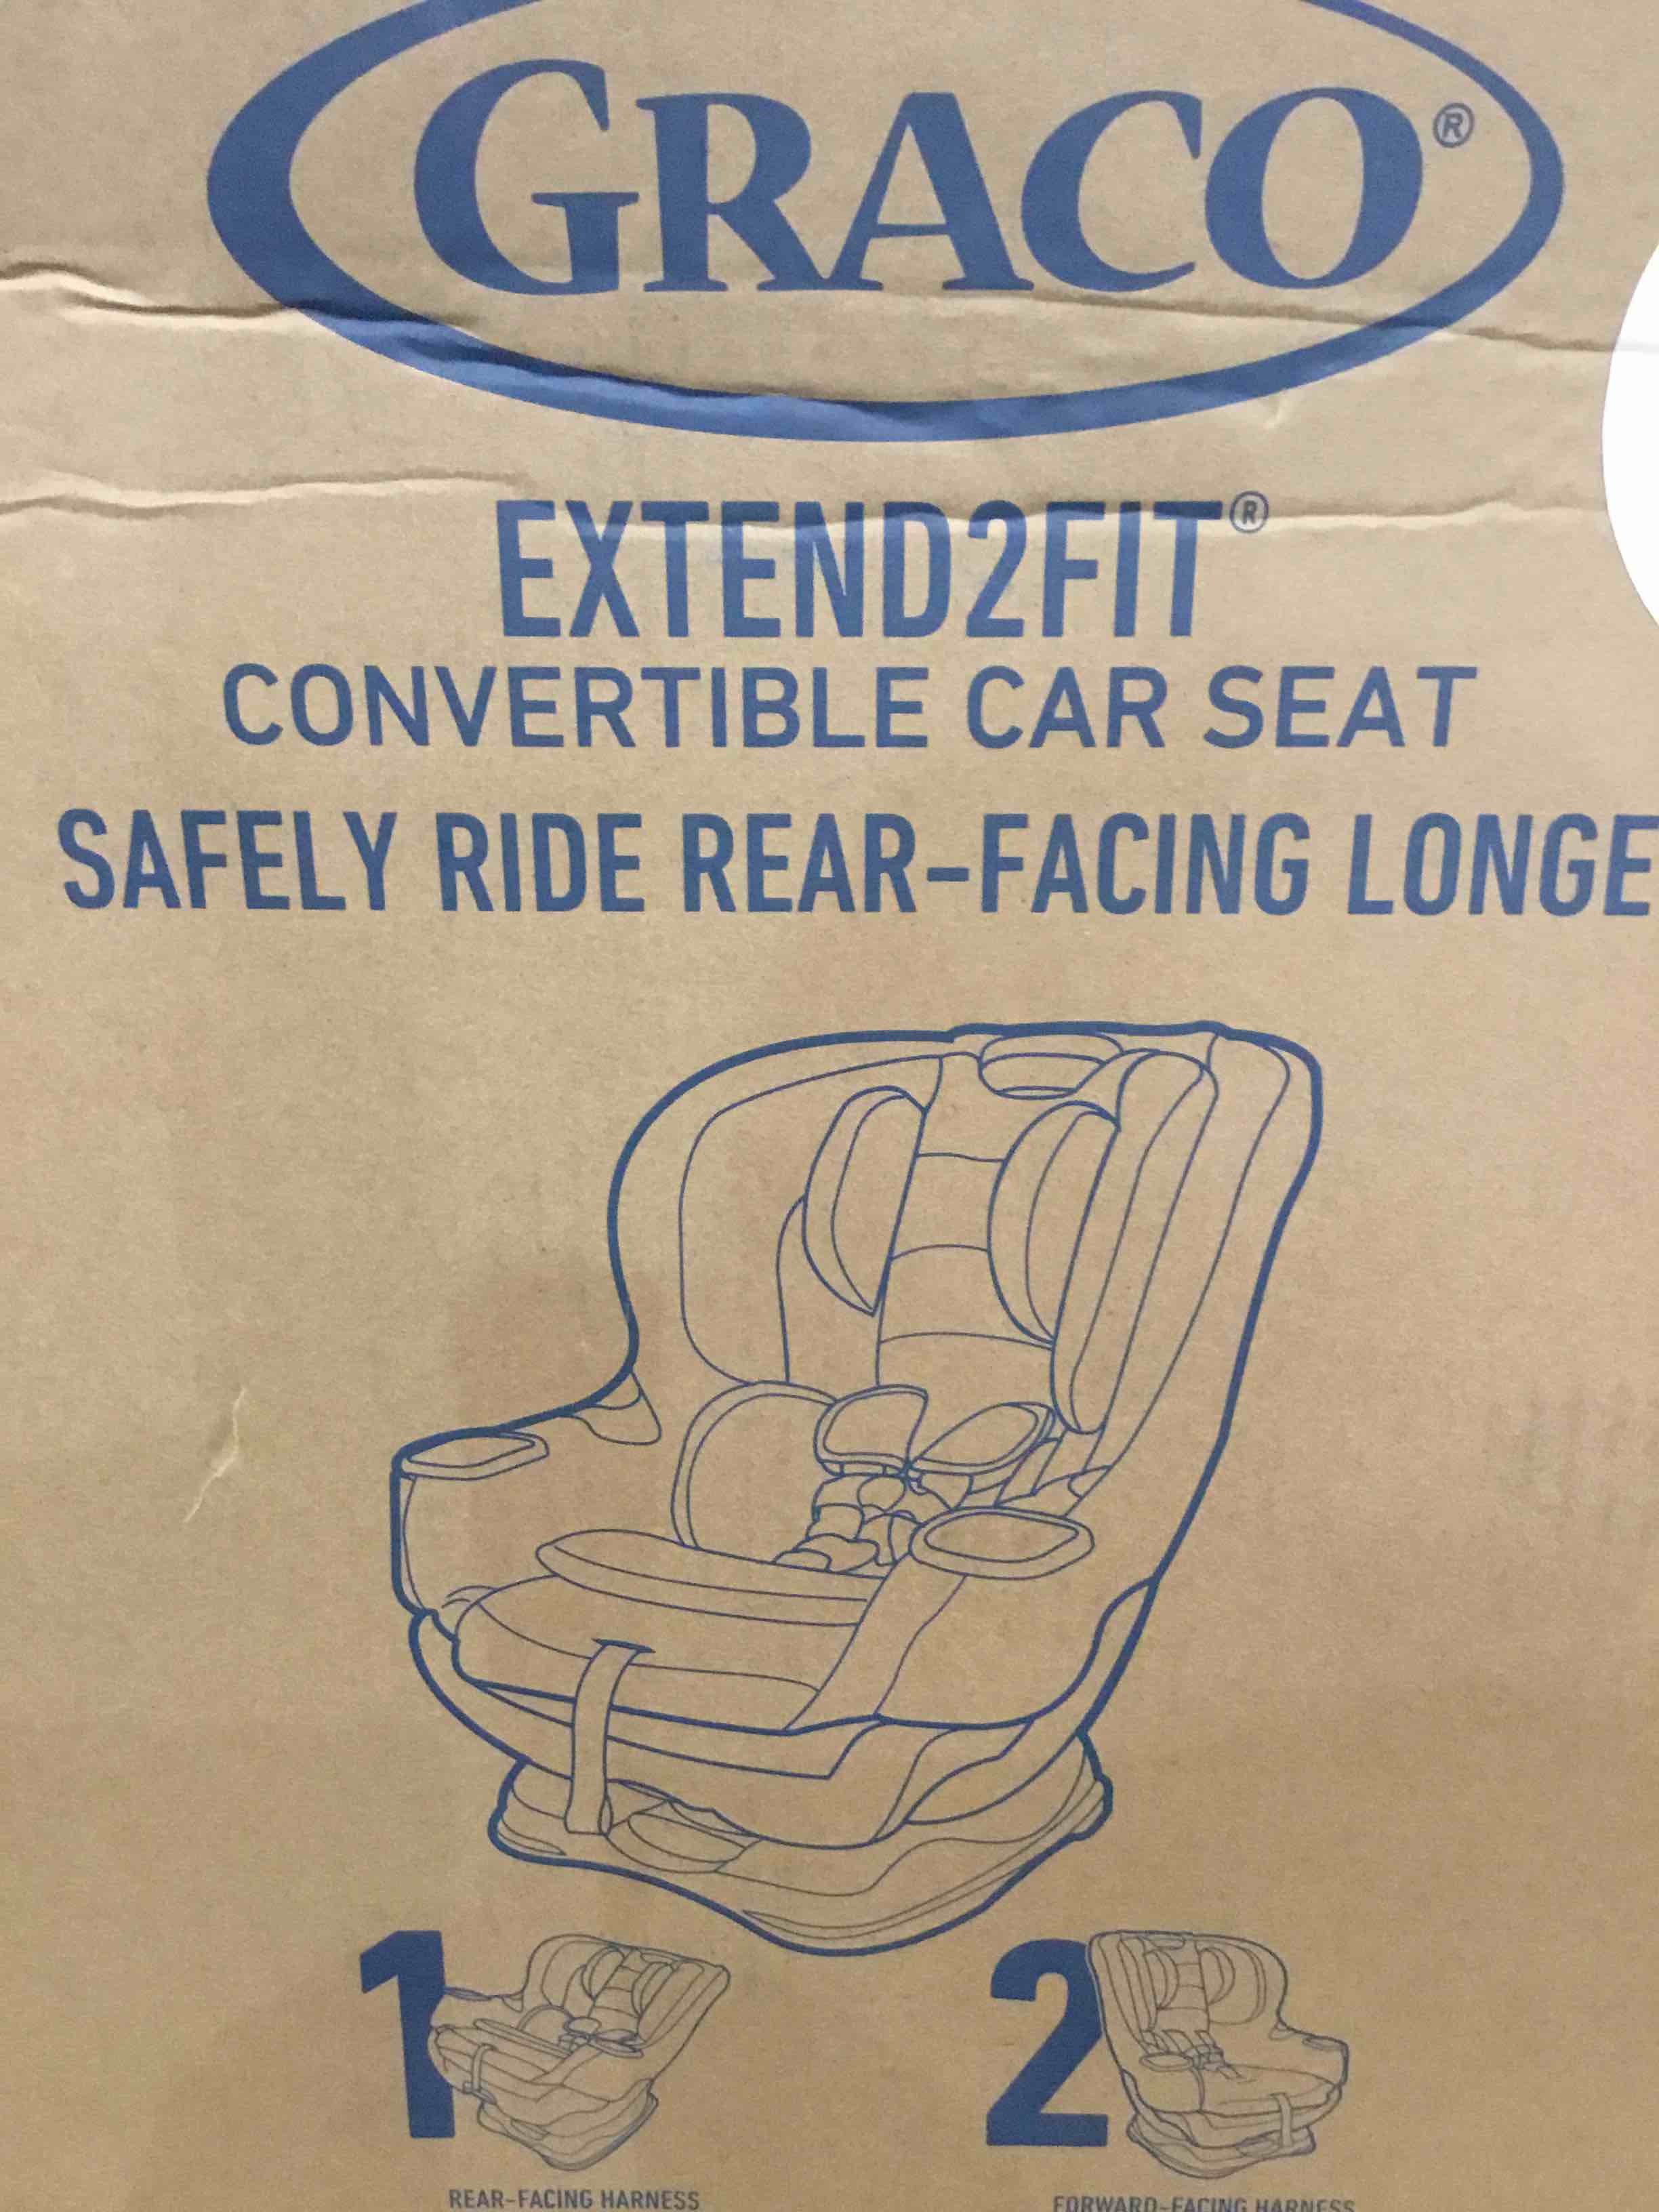 GRACO®
EXTEND2FIT®
CONVERTIBLE CAR SEAT
SAFELY RIDE REAR-FACING LONGE
1
2
REAR-FACING HARNESS
FORWARD-FACING HARNESS